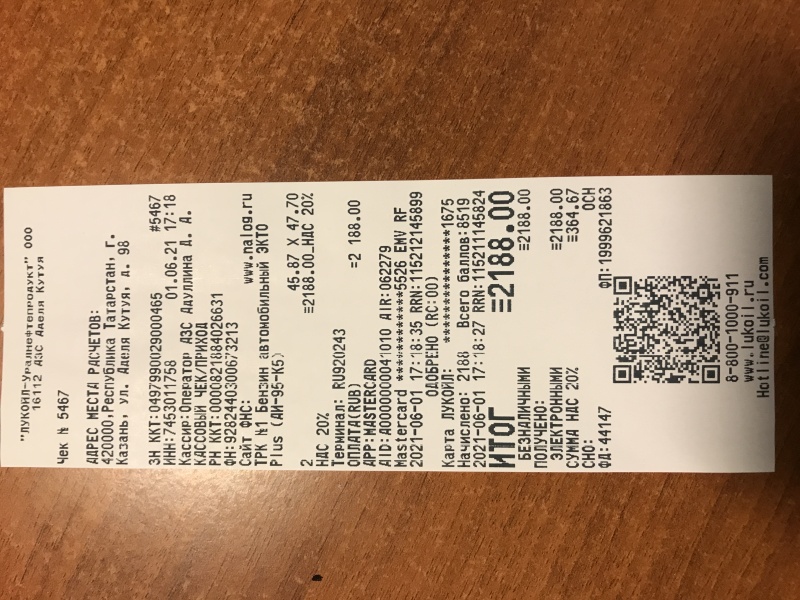 "ЛУКОЙЛ-Уралнефтепродукт" ООО
16112 АЗС Аделя Кутуя
Чек № 5467
АДРЕС МЕСТА РАСЧЕТОВ:
420000,Республика Татарстан, г.
Казань, ул. Аделя Кутуя, д. 98
ЗН ККТ:0497990029000465 #5467
ИНН:7453011758 01.06.21 17:18
Кассир:Оператор АЗС Дауллина А. А.
КАССОВЫЙ ЧЕК/ПРИХОД
РН ККТ:0000821884026631
ФН:9282440300673213
Сайт ФНС: www.nalog.ru
ТРК №1 Бензин автомобильный ЭКТО
Plus (АИ-95-К5)
45.87 X 47.70
2 ≡2188.00_НДС 20%
НДС 20%
Терминал: RU920243
ОПЛАТА(RUB) =2 188.00
APP:MASTERCARD
AID:A0000000041010 AIR:062279
Mastercard ************5526 EMV RF
2021-06-01 17:18:35 RRN:115212145899
ОДОБРЕНО (RC:00)
Карта ЛУКОЙЛ: **************1675
Начислено: 2188 Всего баллов:8519
2021-06-01 17:18:27 RRN:115211145824
ИТОГ ≡2188.00
БЕЗНАЛИЧНЫМИ ≡2188.00
ПОЛУЧЕНО:
ЭЛЕКТРОННЫМИ ≡2188.00
СУММА НДС 20% ≡364.67
СНО: ОСН
ФД: 44147 ФП:1999621863
8-800-1000-911
www.lukoil.ru
Hotline@lukoil.com